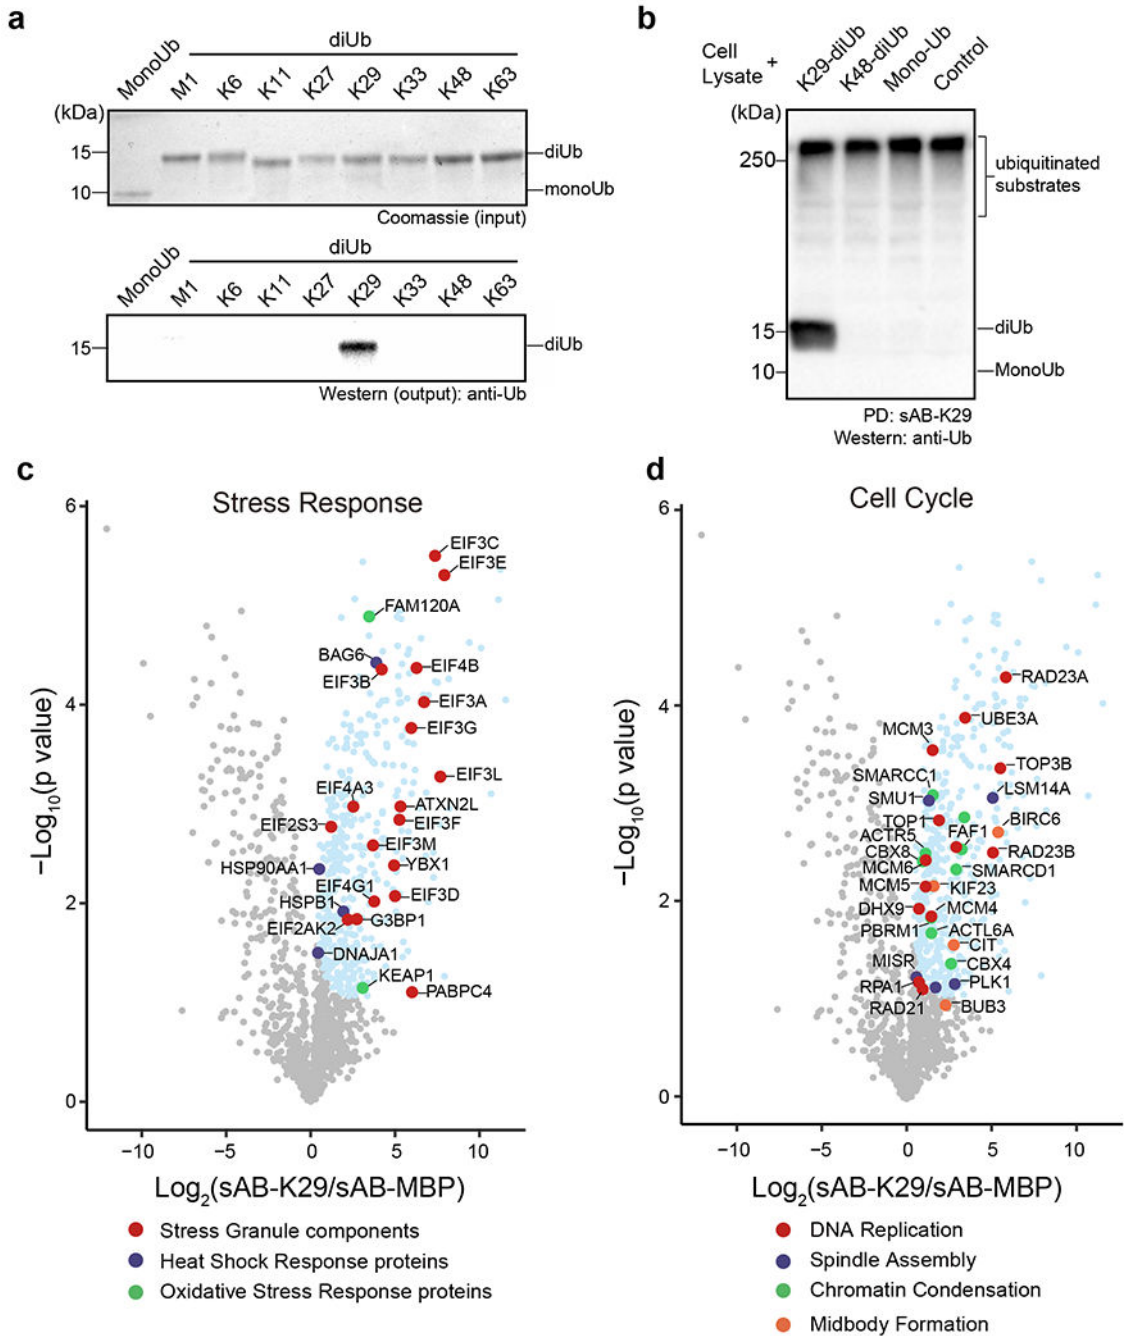 a
diUb
MonoUb M1 K6 K11 K27 K29 K33 K48 K63
(kDa)
15
10
diUb
monoUb
Coomassie (input)
diUb
MonoUb M1 K6 K11 K27 K29 K33 K48 K63
15
diUb
Western (output): anti-Ub
b
Cell
Lysate +
K29-diUb K48-diUb Mono-Ub Control
(kDa)
250
15
10
ubiquitinated
substrates
diUb
MonoUb
PD: sAB-K29
Western: anti-Ub
c
Stress Response
6
4
2
0
−Log10(p value)
EIF3C
EIF3E
FAM120A
BAG6
EIF3B
EIF4B
EIF3A
EIF3G
EIF3L
EIF4A3
ATXN2L
EIF2S3
EIF3F
EIF3M
HSP90AA1
YBX1
EIF4G1
EIF3D
HSPB1
G3BP1
EIF2AK2
DNAJA1
KEAP1
PABPC4
−10 −5 0 5 10
Log2(sAB-K29/sAB-MBP)
Stress Granule components
Heat Shock Response proteins
Oxidative Stress Response proteins
d
Cell Cycle
6
4
2
0
−Log10(p value)
RAD23A
UBE3A
MCM3
TOP3B
SMARCC1
LSM14A
SMU1
TOP1
BIRC6
ACTR5
FAF1
CBX8
RAD23B
MCM6
SMARCD1
MCM5
KIF23
DHX9
MCM4
PBRM1
ACTL6A
CIT
MISR
CBX4
RPA1
PLK1
RAD21
BUB3
−10 −5 0 5 10
Log2(sAB-K29/sAB-MBP)
DNA Replication
Spindle Assembly
Chromatin Condensation
Midbody Formation